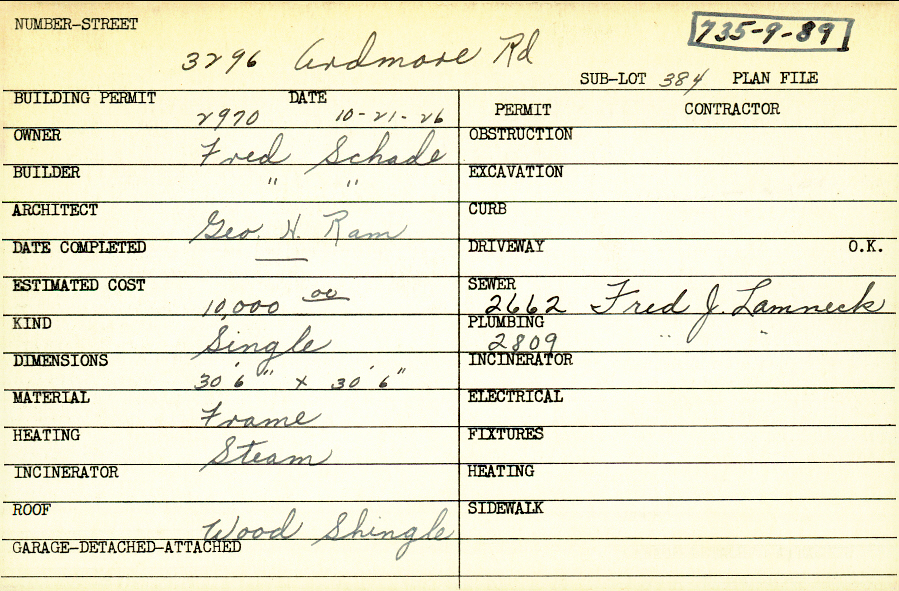 NUMBER-STREET
735-9-89
3296 Ardmore Rd
SUB-LOT 384 PLAN FILE
BUILDING PERMIT DATE
2970 10-21-26
PERMIT CONTRACTOR
OWNER Fred Schade
OBSTRUCTION
BUILDER " "
EXCAVATION
ARCHITECT Geo. H. Ram
CURB
DATE COMPLETED —
DRIVEWAY O.K.
ESTIMATED COST 10,000 00
SEWER 2662 Fred J. Lamneck
KIND Single
PLUMBING 2809 " "
DIMENSIONS 30' 6" x 30' 6"
INCINERATOR
MATERIAL Frame
ELECTRICAL
HEATING Steam
FIXTURES
INCINERATOR
HEATING
ROOF Wood Shingle
SIDEWALK
GARAGE-DETACHED-ATTACHED